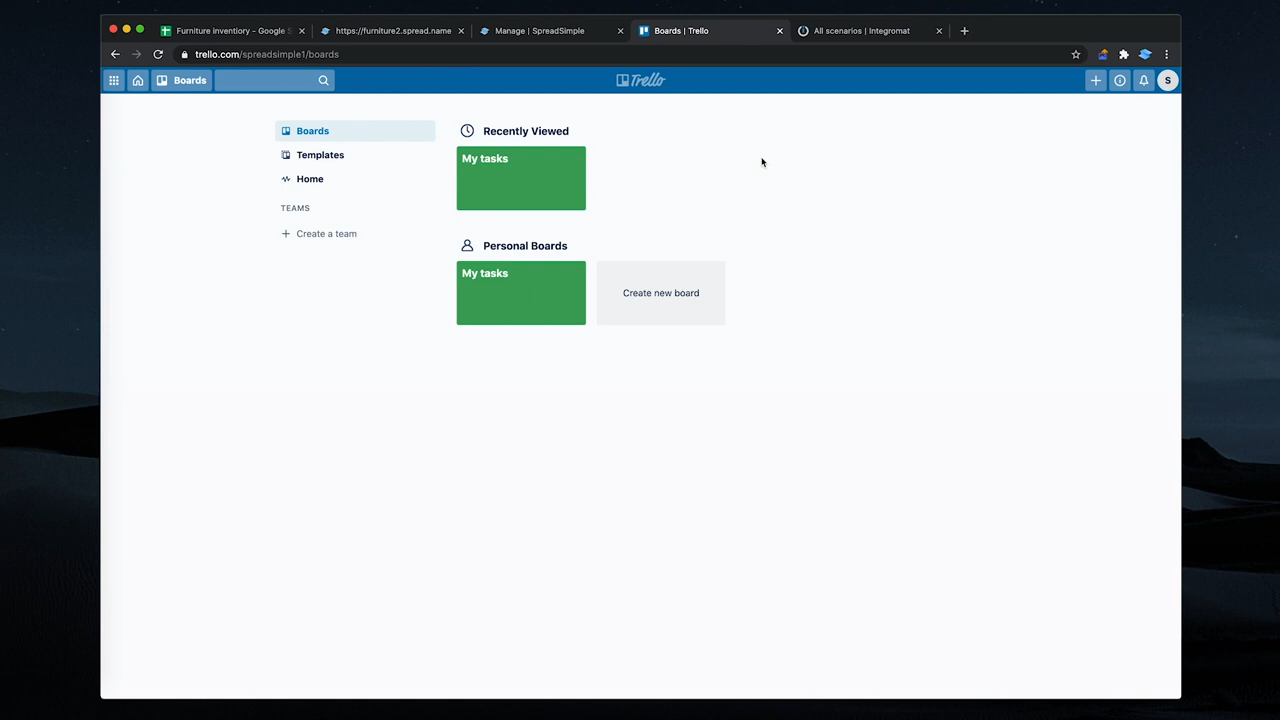 Furniture inventiory - Google S
https://furniture2.spread.name
Manage | SpreadSimple
Boards | Trello
All scenarios | Integromat
trello.com/spreadsimple1/boards
Boards
Trello
S
Boards
Templates
Home
TEAMS
Create a team
Recently Viewed
My tasks
Personal Boards
My tasks
Create new board